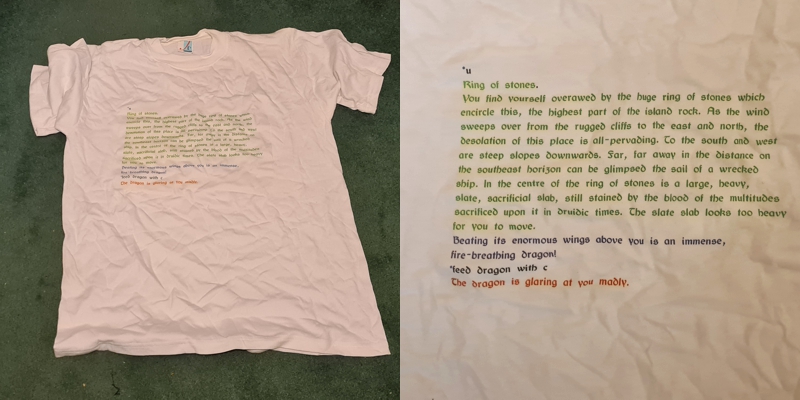 *u
Ring of stones.
You find yourself overawed by the huge ring of stones which
encircle this, the highest part of the island rock. As the wind
sweeps over from the rugged cliffs to the east and north, the
desolation of this place is all-pervading. To the south and west
are steep slopes downwards. Far, far away in the distance on
the southeast horizon can be glimpsed the sail of a wrecked
ship. In the centre of the ring of stones is a large, heavy,
slate, sacrificial slab, still stained by the blood of the multitudes
sacrificed upon it in druidic times. The slate slab looks too heavy
for you to move.
Beating its enormous wings above you is an immense,
fire-breathing dragon!
*feed dragon with c
The dragon is glaring at you madly.